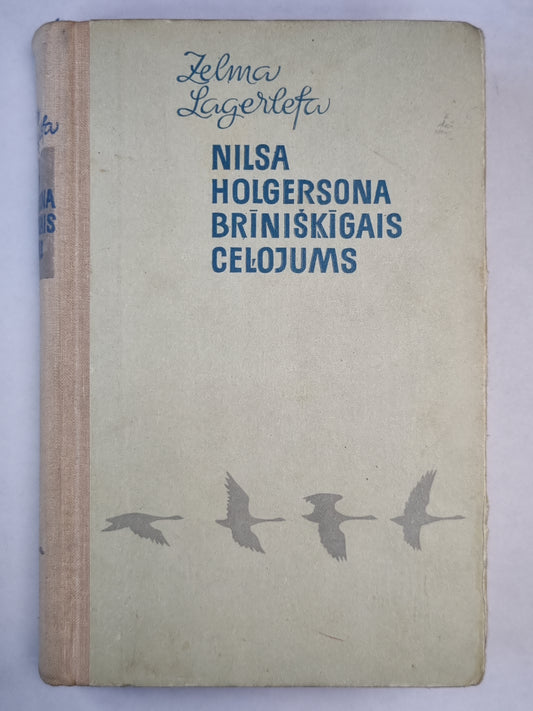 Zelma
Lagerlefa
NILSA
HOLGERSONA
BRĪNIŠĶĪGAIS
CEĻOJUMS